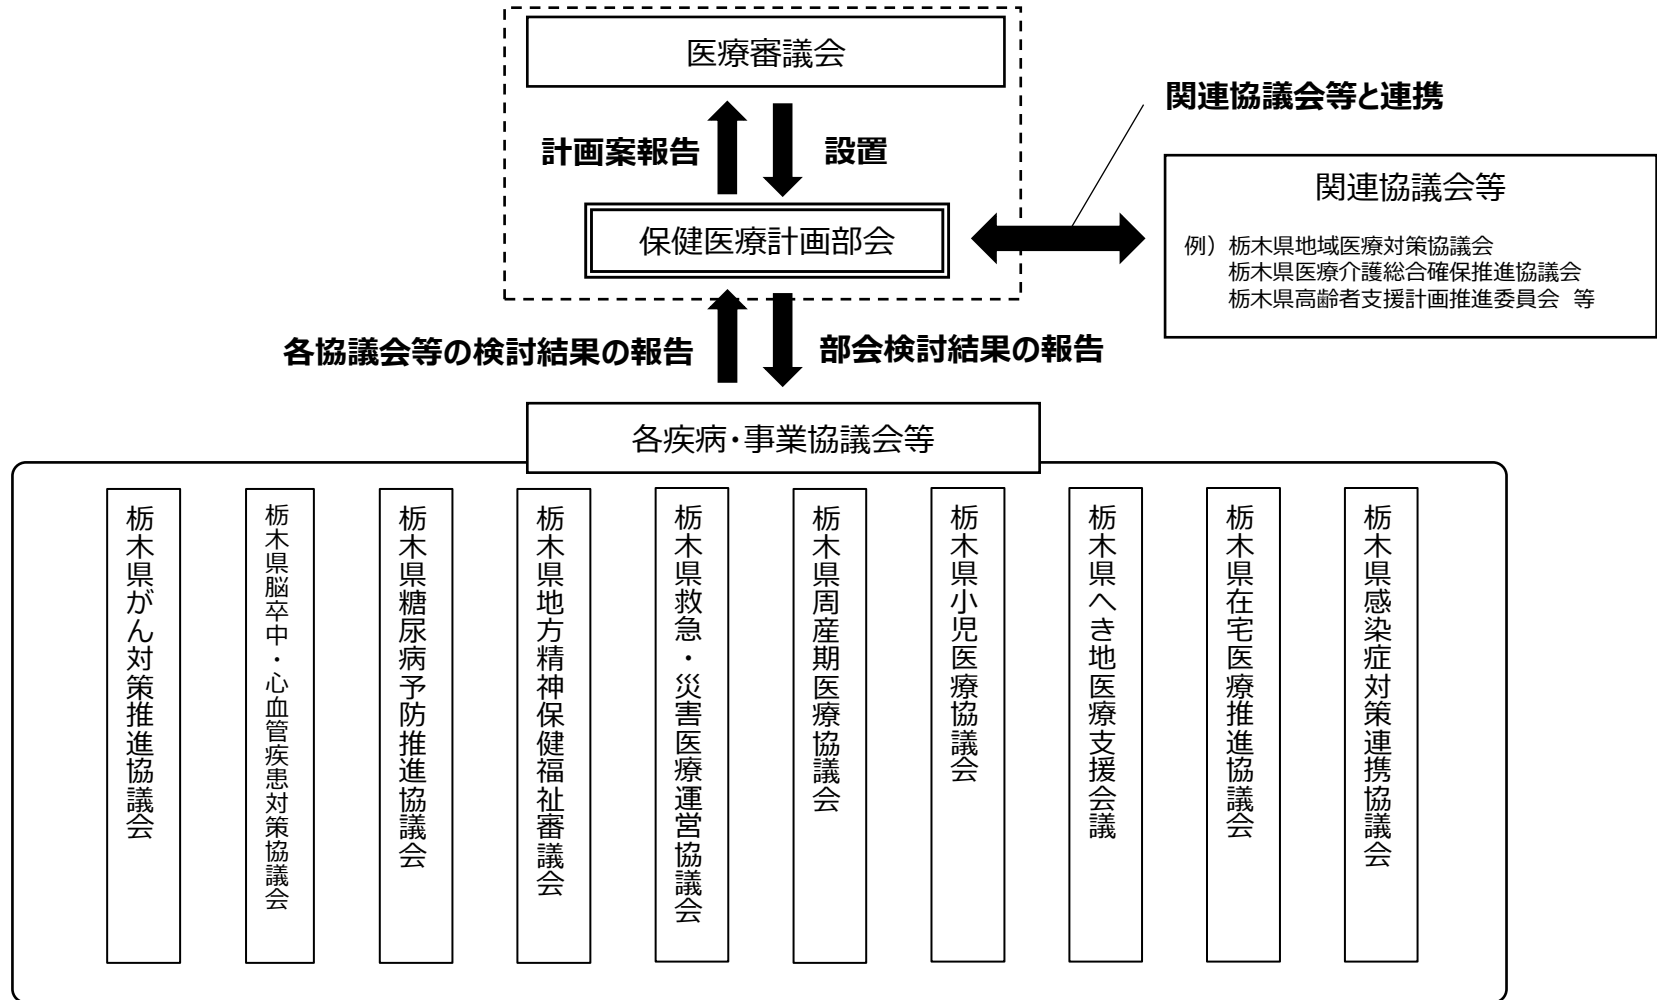 医療審議会
計画案報告
設置
関連協議会等と連携
保健医療計画部会
関連協議会等
例）栃木県地域医療対策協議会
栃木県医療介護総合確保推進協議会
栃木県高齢者支援計画推進委員会 等
各協議会等の検討結果の報告
部会検討結果の報告
各疾病・事業協議会等
栃木県がん対策推進協議会
栃木県脳卒中・心血管疾患対策協議会
栃木県糖尿病予防推進協議会
栃木県地方精神保健福祉審議会
栃木県救急・災害医療運営協議会
栃木県周産期医療協議会
栃木県小児医療協議会
栃木県へき地医療支援会議
栃木県在宅医療推進協議会
栃木県感染症対策連携協議会